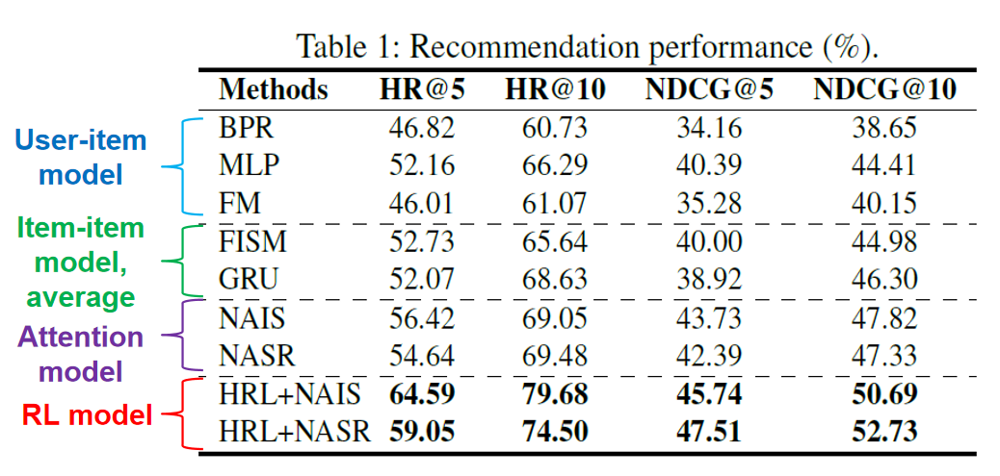 Table 1: Recommendation performance (%).
Methods HR@5 HR@10 NDCG@5 NDCG@10
User-item
model
BPR 46.82 60.73 34.16 38.65
MLP 52.16 66.29 40.39 44.41
FM 46.01 61.07 35.28 40.15
Item-item
model,
average
FISM 52.73 65.64 40.00 44.98
GRU 52.07 68.63 38.92 46.30
Attention
model
NAIS 56.42 69.05 43.73 47.82
NASR 54.64 69.48 42.39 47.33
RL model
HRL+NAIS 64.59 79.68 45.74 50.69
HRL+NASR 59.05 74.50 47.51 52.73